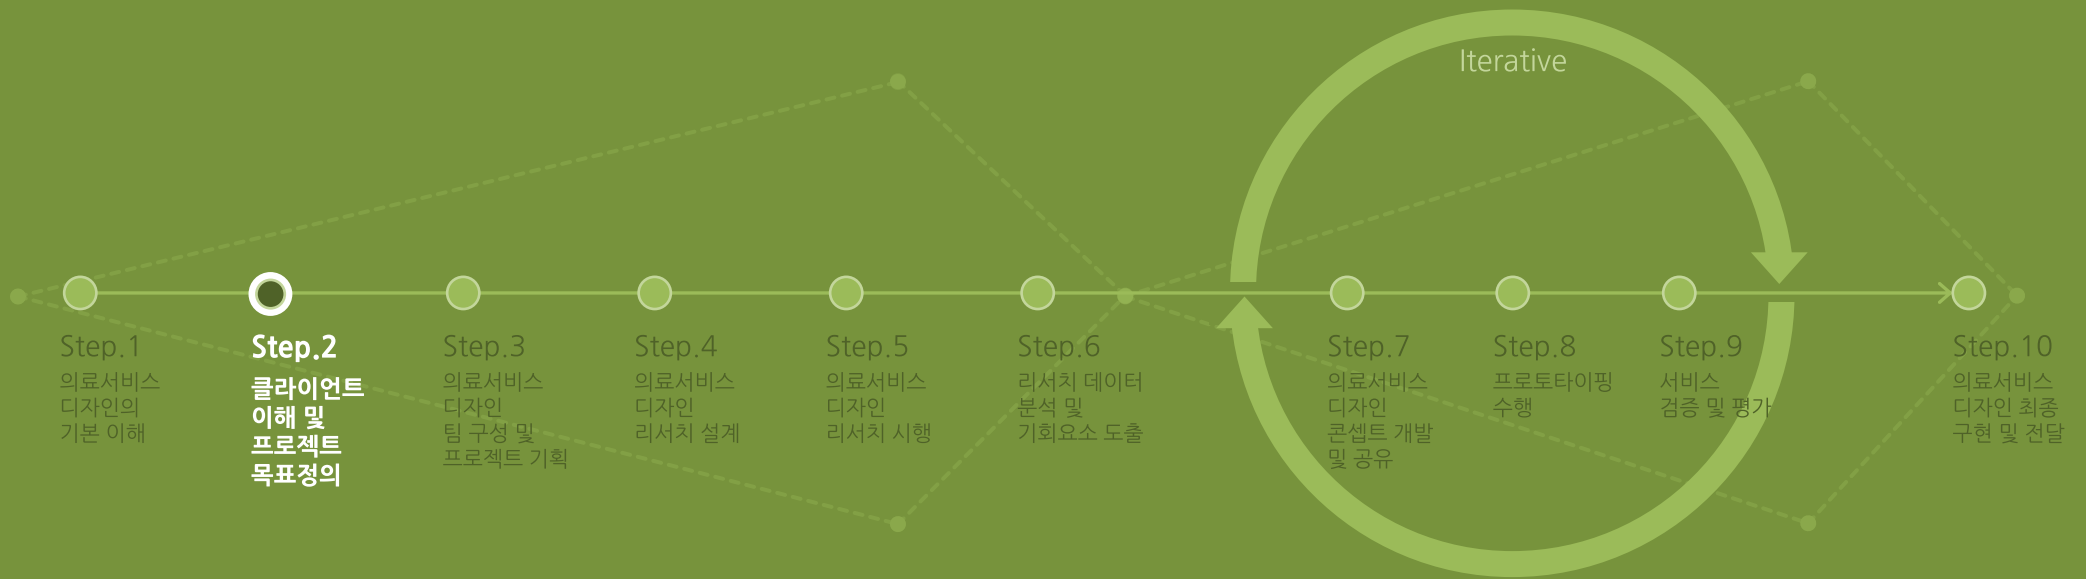 Iterative
Step.1
의료서비스
디자인의
기본 이해
Step.2
클라이언트
이해 및
프로젝트
목표정의
Step.3
의료서비스
디자인
팀 구성 및
프로젝트 기획
Step.4
의료서비스
디자인
리서치 설계
Step.5
의료서비스
디자인
리서치 시행
Step.6
리서치 데이터
분석 및
기회요소 도출
Step.7
의료서비스
디자인
콘셉트 개발
및 공유
Step.8
프로토타이핑
수행
Step.9
서비스
검증 및 평가
Step.10
의료서비스
디자인 최종
구현 및 전달